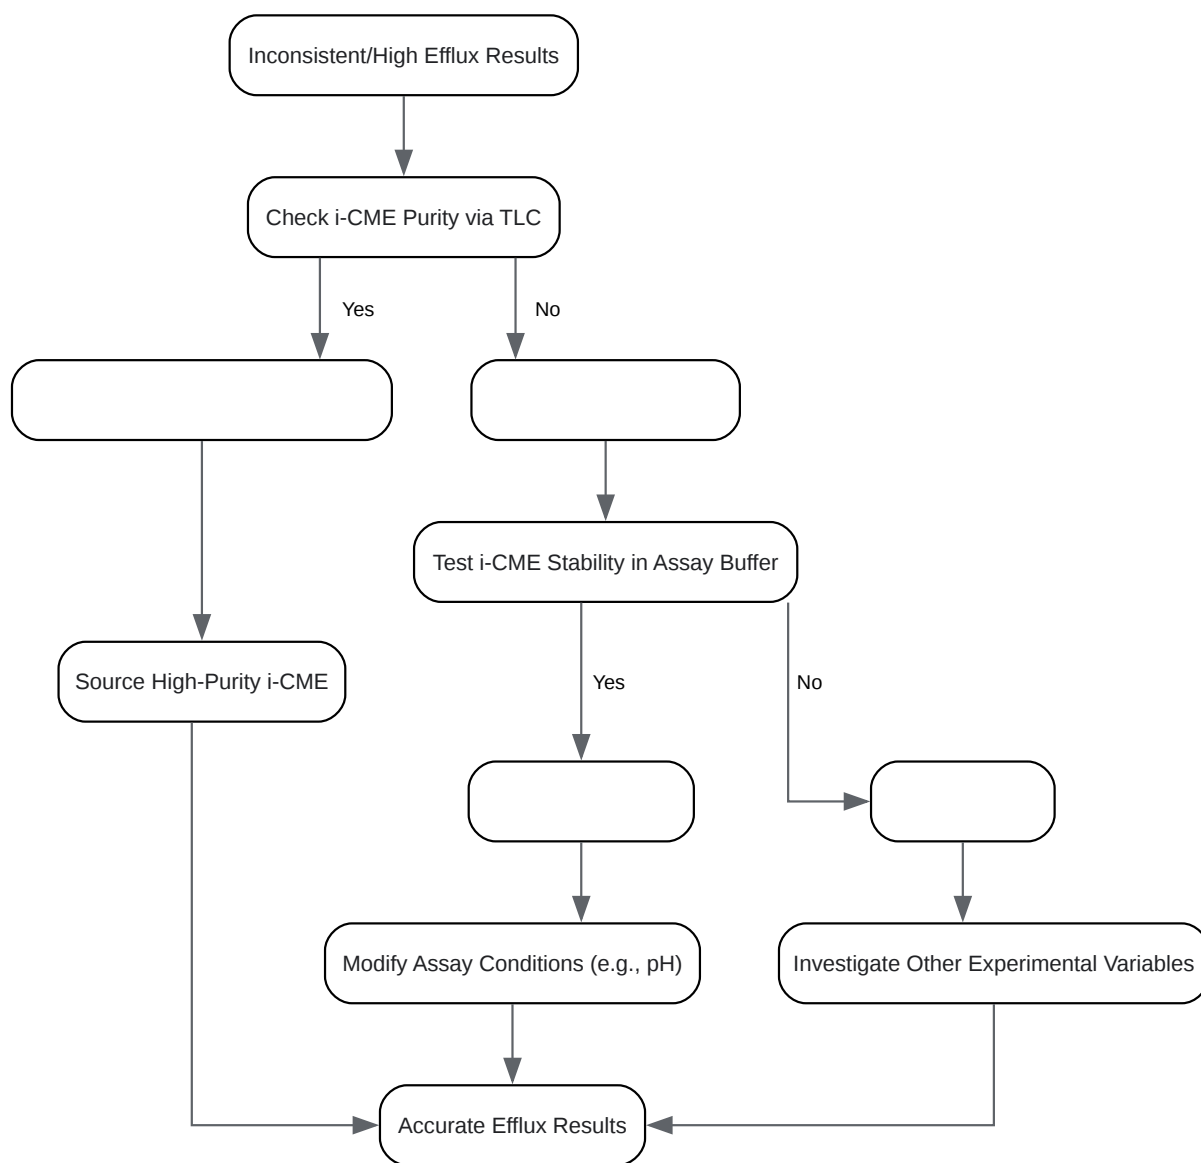 Inconsistent/High Efflux Results
Check i-CME Purity via TLC
Yes
No
Test i-CME Stability in Assay Buffer
Source High-Purity i-CME
Yes
No
Modify Assay Conditions (e.g., pH)
Investigate Other Experimental Variables
Accurate Efflux Results